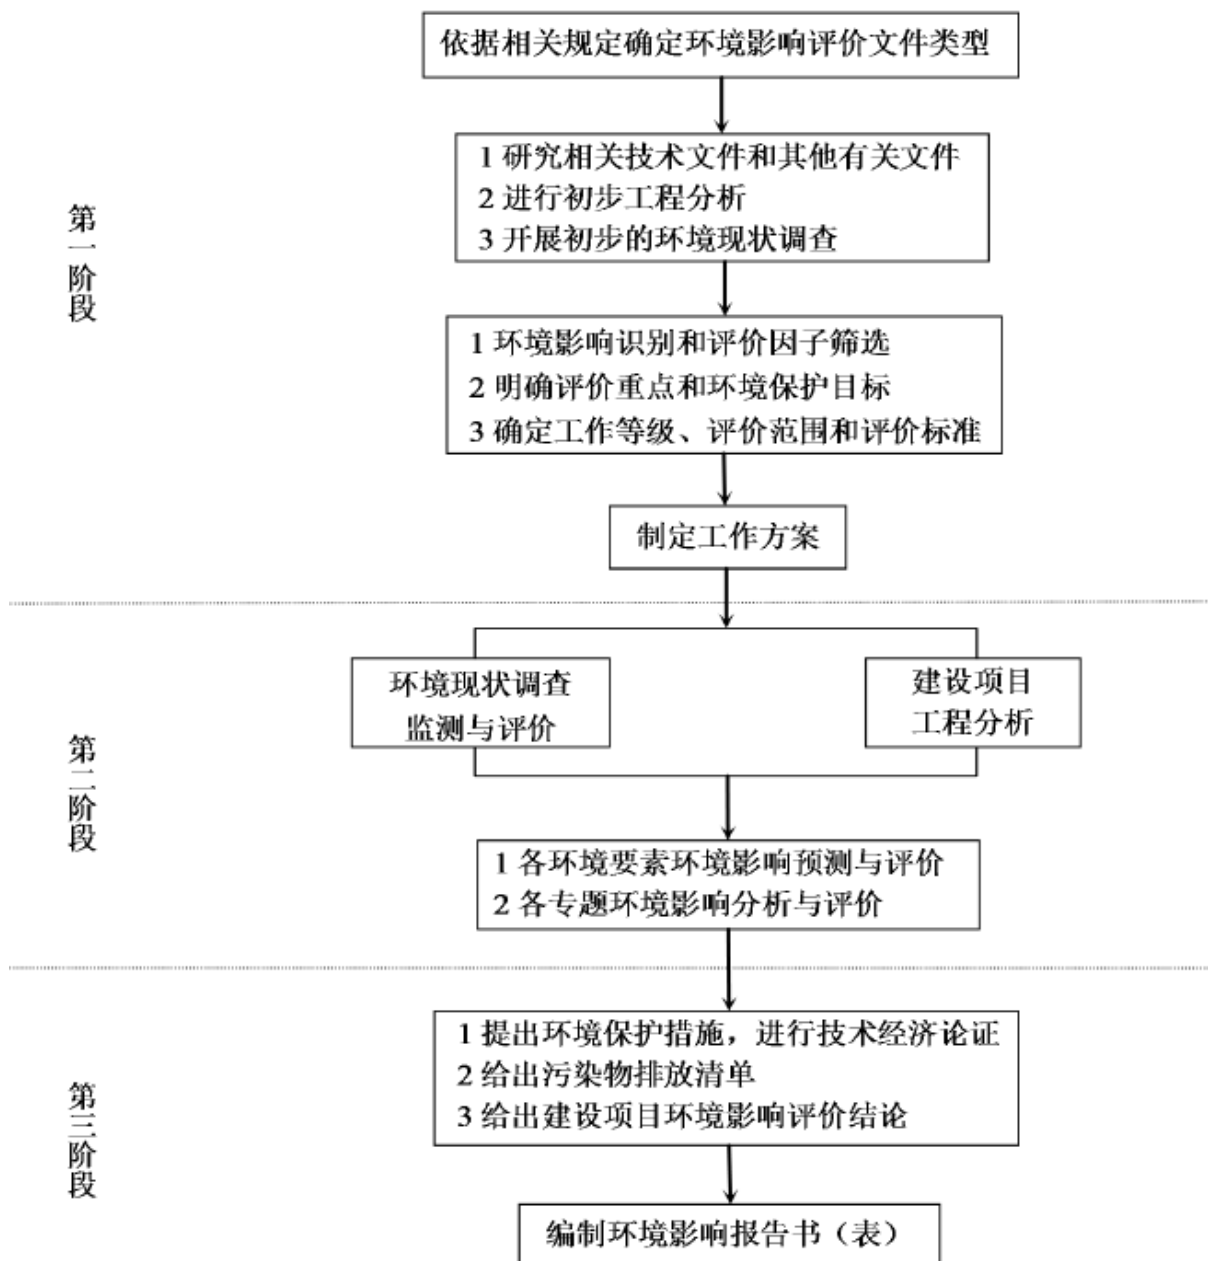 依据相关规定确定环境影响评价文件类型
第一阶段
1 研究相关技术文件和其他有关文件
2 进行初步工程分析
3 开展初步的环境现状调查
1 环境影响识别和评价因子筛选
2 明确评价重点和环境保护目标
3 确定工作等级、评价范围和评价标准
制定工作方案
第二阶段
环境现状调查
监测与评价
建设项目
工程分析
1 各环境要素环境影响预测与评价
2 各专题环境影响分析与评价
第三阶段
1 提出环境保护措施，进行技术经济论证
2 给出污染物排放清单
3 给出建设项目环境影响评价结论
编制环境影响报告书（表）